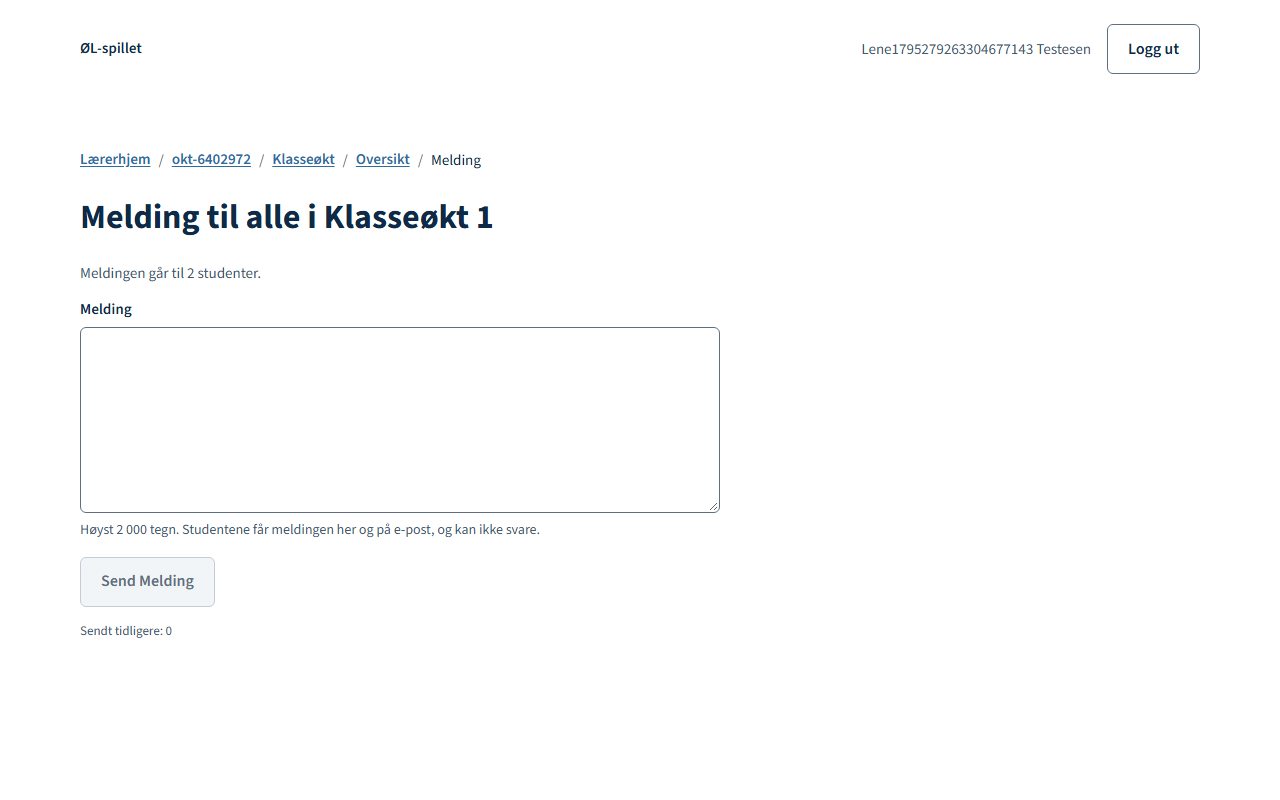 ØL-spillet
Lene1795279263304677143 Testesen
Logg ut
Lærerhjem / okt-6402972 / Klasseøkt / Oversikt / Melding
Melding til alle i Klasseøkt 1
Meldingen går til 2 studenter.
Melding
Høyst 2 000 tegn. Studentene får meldingen her og på e-post, og kan ikke svare.
Send Melding
Sendt tidligere: 0